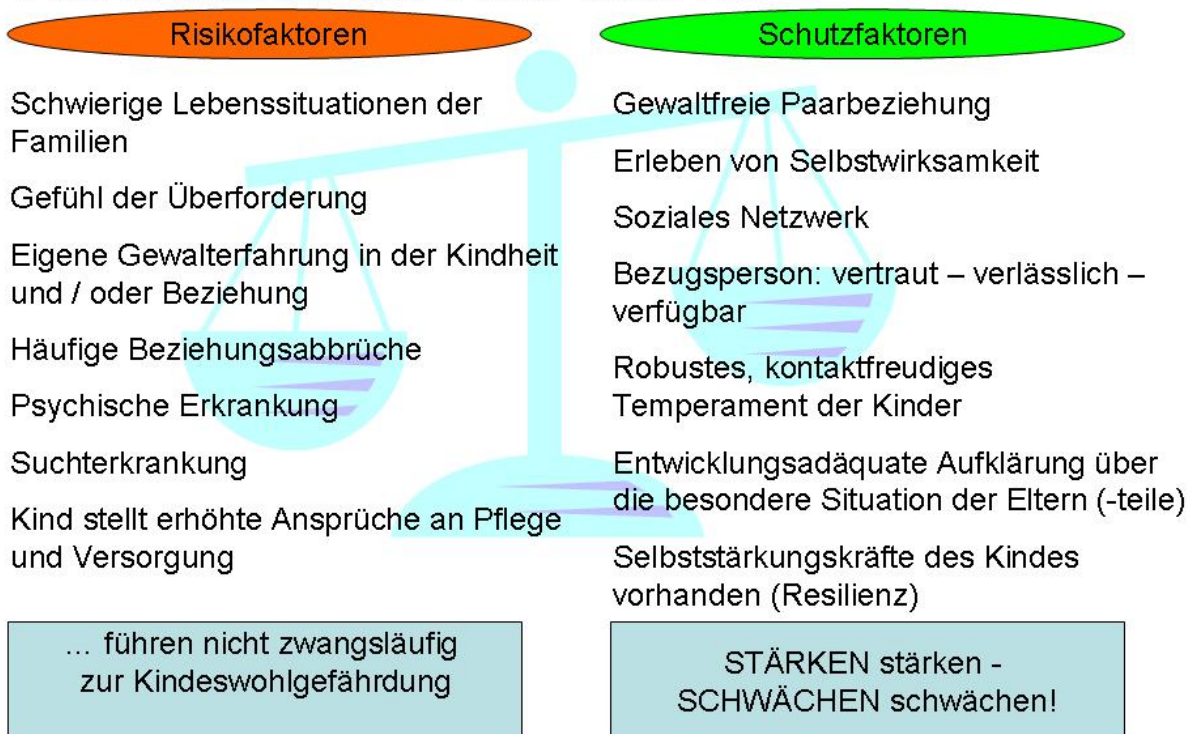 Risikofaktoren
Schwierige Lebenssituationen der
Familien
Gefühl der Überforderung
Eigene Gewalterfahrung in der Kindheit
und / oder Beziehung
Häufige Beziehungsabbrüche
Psychische Erkrankung
Suchterkrankung
Kind stellt erhöhte Ansprüche an Pflege
und Versorgung
... führen nicht zwangsläufig
zur Kindeswohlgefährdung
Schutzfaktoren
Gewaltfreie Paarbeziehung
Erleben von Selbstwirksamkeit
Soziales Netzwerk
Bezugsperson: vertraut – verlässlich –
verfügbar
Robustes, kontaktfreudiges
Temperament der Kinder
Entwicklungsadäquate Aufklärung über
die besondere Situation der Eltern (-teile)
Selbststärkungskräfte des Kindes
vorhanden (Resilienz)
STÄRKEN stärken -
SCHWÄCHEN schwächen!